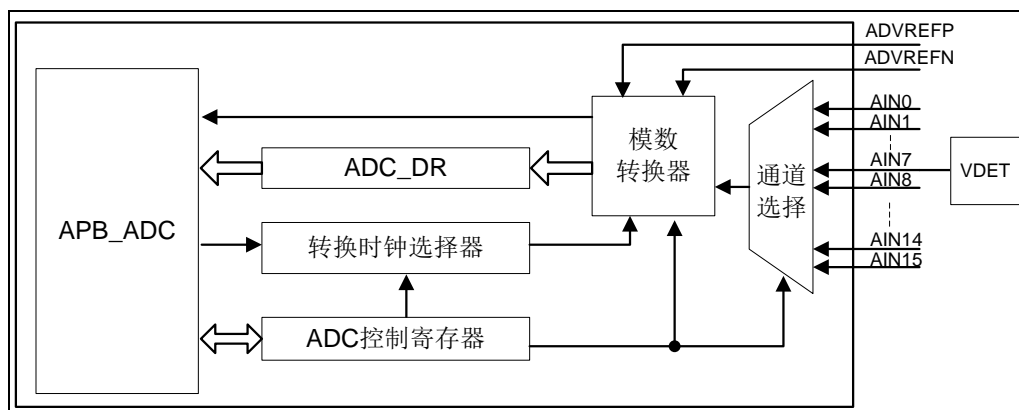 ADVREFP
ADVREFN
AIN0
AIN1
模数
转换器
AIN7
VDET
ADC_DR
通道
选择
AIN8
APB_ADC
转换时钟选择器
AIN14
AIN15
ADC控制寄存器